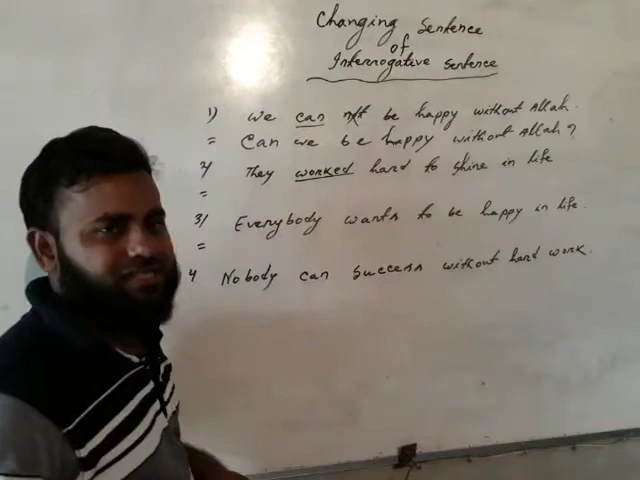 Changing Sentence
of
Interrogative Sentence
1) We can not be happy without Allah.
= Can we be happy without Allah?
2/ They worked hard to shine in life
=
3/ Everybody wants to be happy in life.
=
4 Nobody can success without hard work.